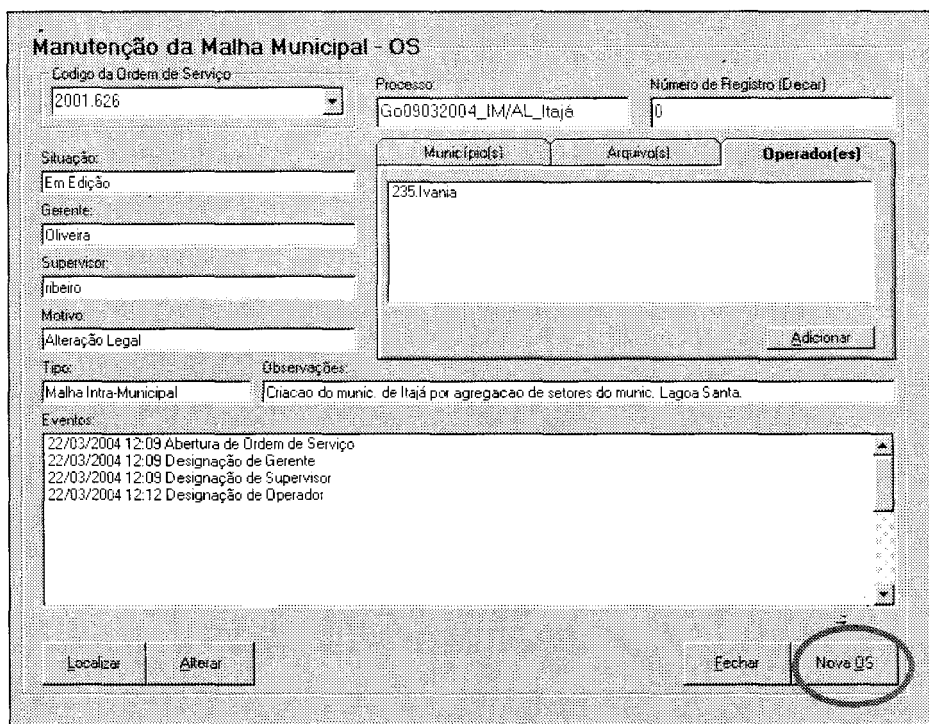 Manutenção da Malha Municipal - OS
Codigo da Ordem de Serviço
2001.626
Processo:
Go09032004_IM/AL_Itajá
Número de Registro (Decar)
0
Situação:
Em Edição
Gerente:
Oliveira
Supervisor:
ribeiro
Motivo:
Alteração Legal
Município(s)
Arquivo(s)
Operador(es)
235.Ivania
Adicionar
Tipo:
Malha Intra-Municipal
Observações:
Criacao do munic. de Itajá por agregacao de setores do munic. Lagoa Santa.
Eventos:
22/03/2004 12:09 Abertura de Ordem de Serviço
22/03/2004 12:09 Designação de Gerente
22/03/2004 12:09 Designação de Supervisor
22/03/2004 12:12 Designação de Operador
Localizar
Alterar
Fechar
Nova OS